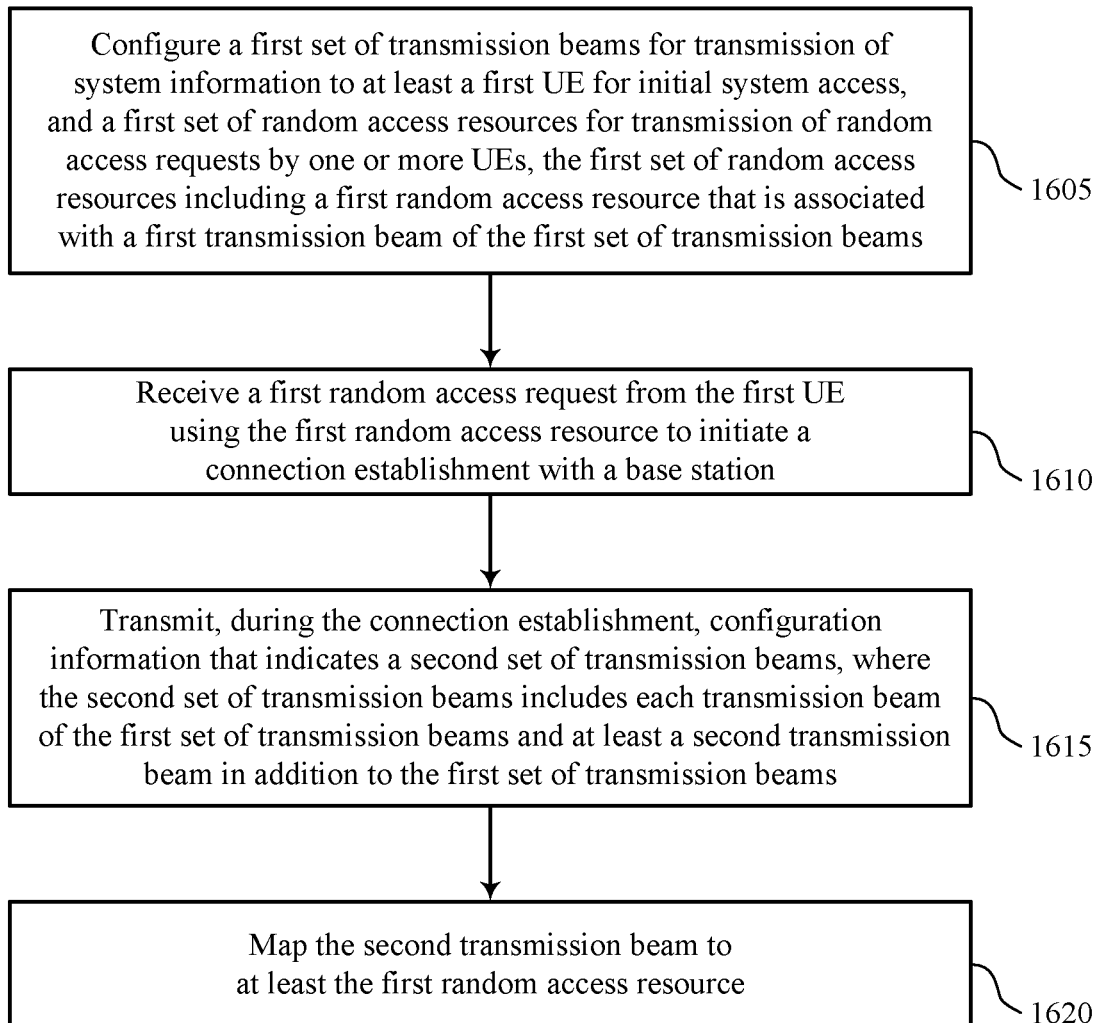 Configure a first set of transmission beams for transmission of
system information to at least a first UE for initial system access,
and a first set of random access resources for transmission of random
access requests by one or more UEs, the first set of random access
resources including a first random access resource that is associated
with a first transmission beam of the first set of transmission beams
1605
Receive a first random access request from the first UE
using the first random access resource to initiate a
connection establishment with a base station
1610
Transmit, during the connection establishment, configuration
information that indicates a second set of transmission beams, where
the second set of transmission beams includes each transmission beam
of the first set of transmission beams and at least a second transmission
beam in addition to the first set of transmission beams
1615
Map the second transmission beam to
at least the first random access resource
1620